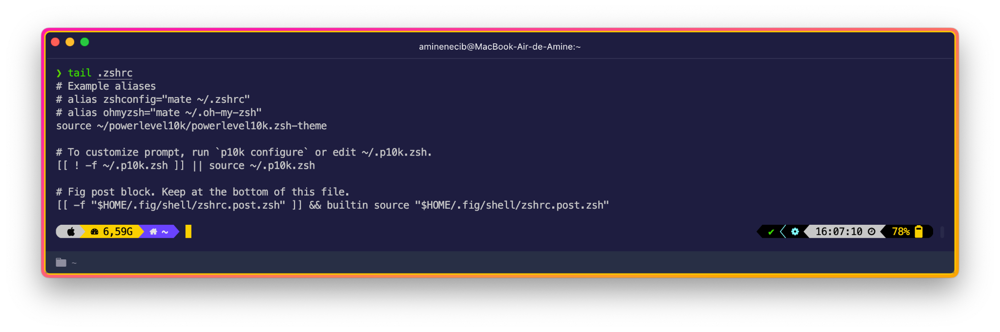 aminenecib@MacBook-Air-de-Amine:~
❯ tail .zshrc
# Example aliases
# alias zshconfig="mate ~/.zshrc"
# alias ohmyzsh="mate ~/.oh-my-zsh"
source ~/powerlevel10k/powerlevel10k.zsh-theme
# To customize prompt, run `p10k configure` or edit ~/.p10k.zsh.
[[ ! -f ~/.p10k.zsh ]] || source ~/.p10k.zsh
# Fig post block. Keep at the bottom of this file.
[[ -f "$HOME/.fig/shell/zshrc.post.zsh" ]] && builtin source "$HOME/.fig/shell/zshrc.post.zsh"
6,59G ~ ✔ 16:07:10 78%
~